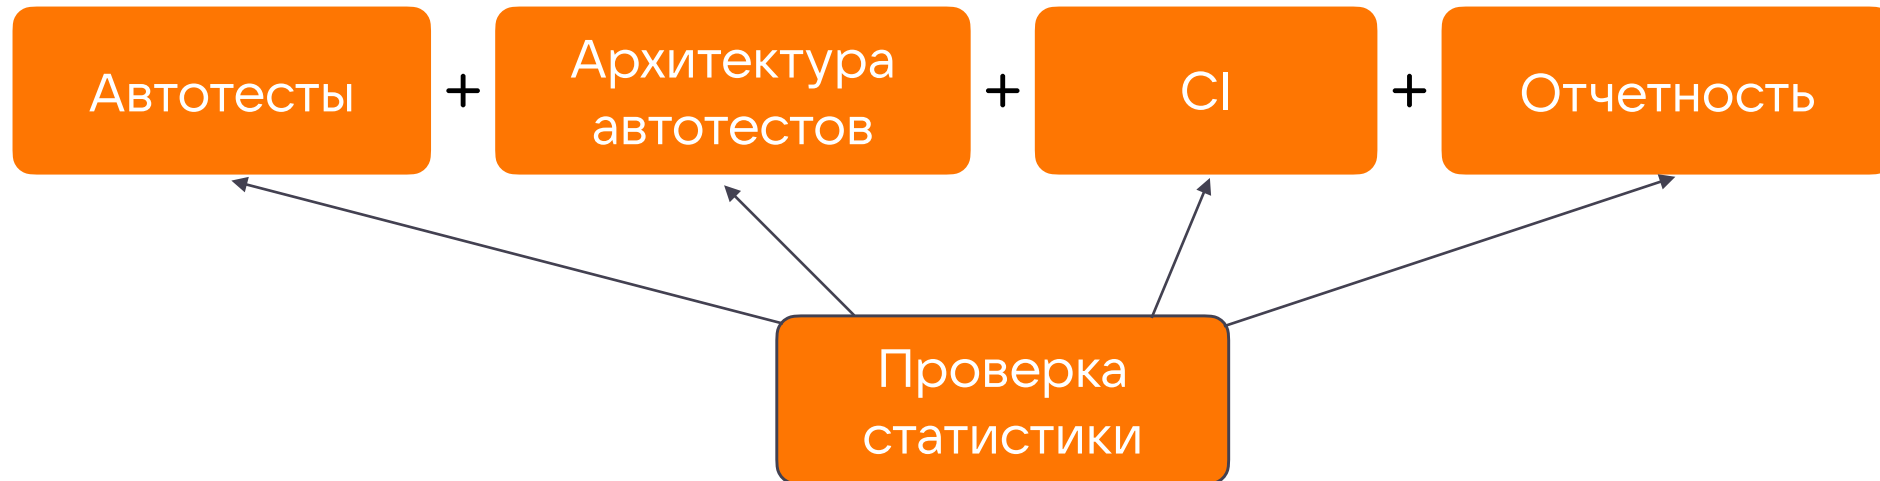 Автотесты
+
Архитектура
автотестов
+
CI
+
Отчетность
Проверка
статистики